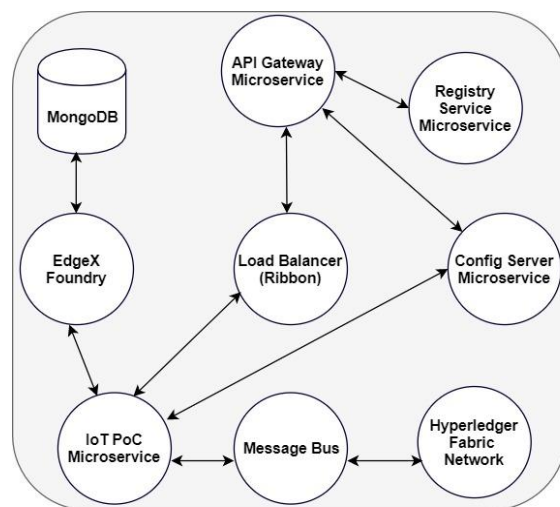 API Gateway
Microservice
MongoDB
Registry
Service
Microservice
EdgeX
Foundry
Load Balancer
(Ribbon)
Config Server
Microservice
IoT PoC
Microservice
Message Bus
Hyperledger
Fabric
Network